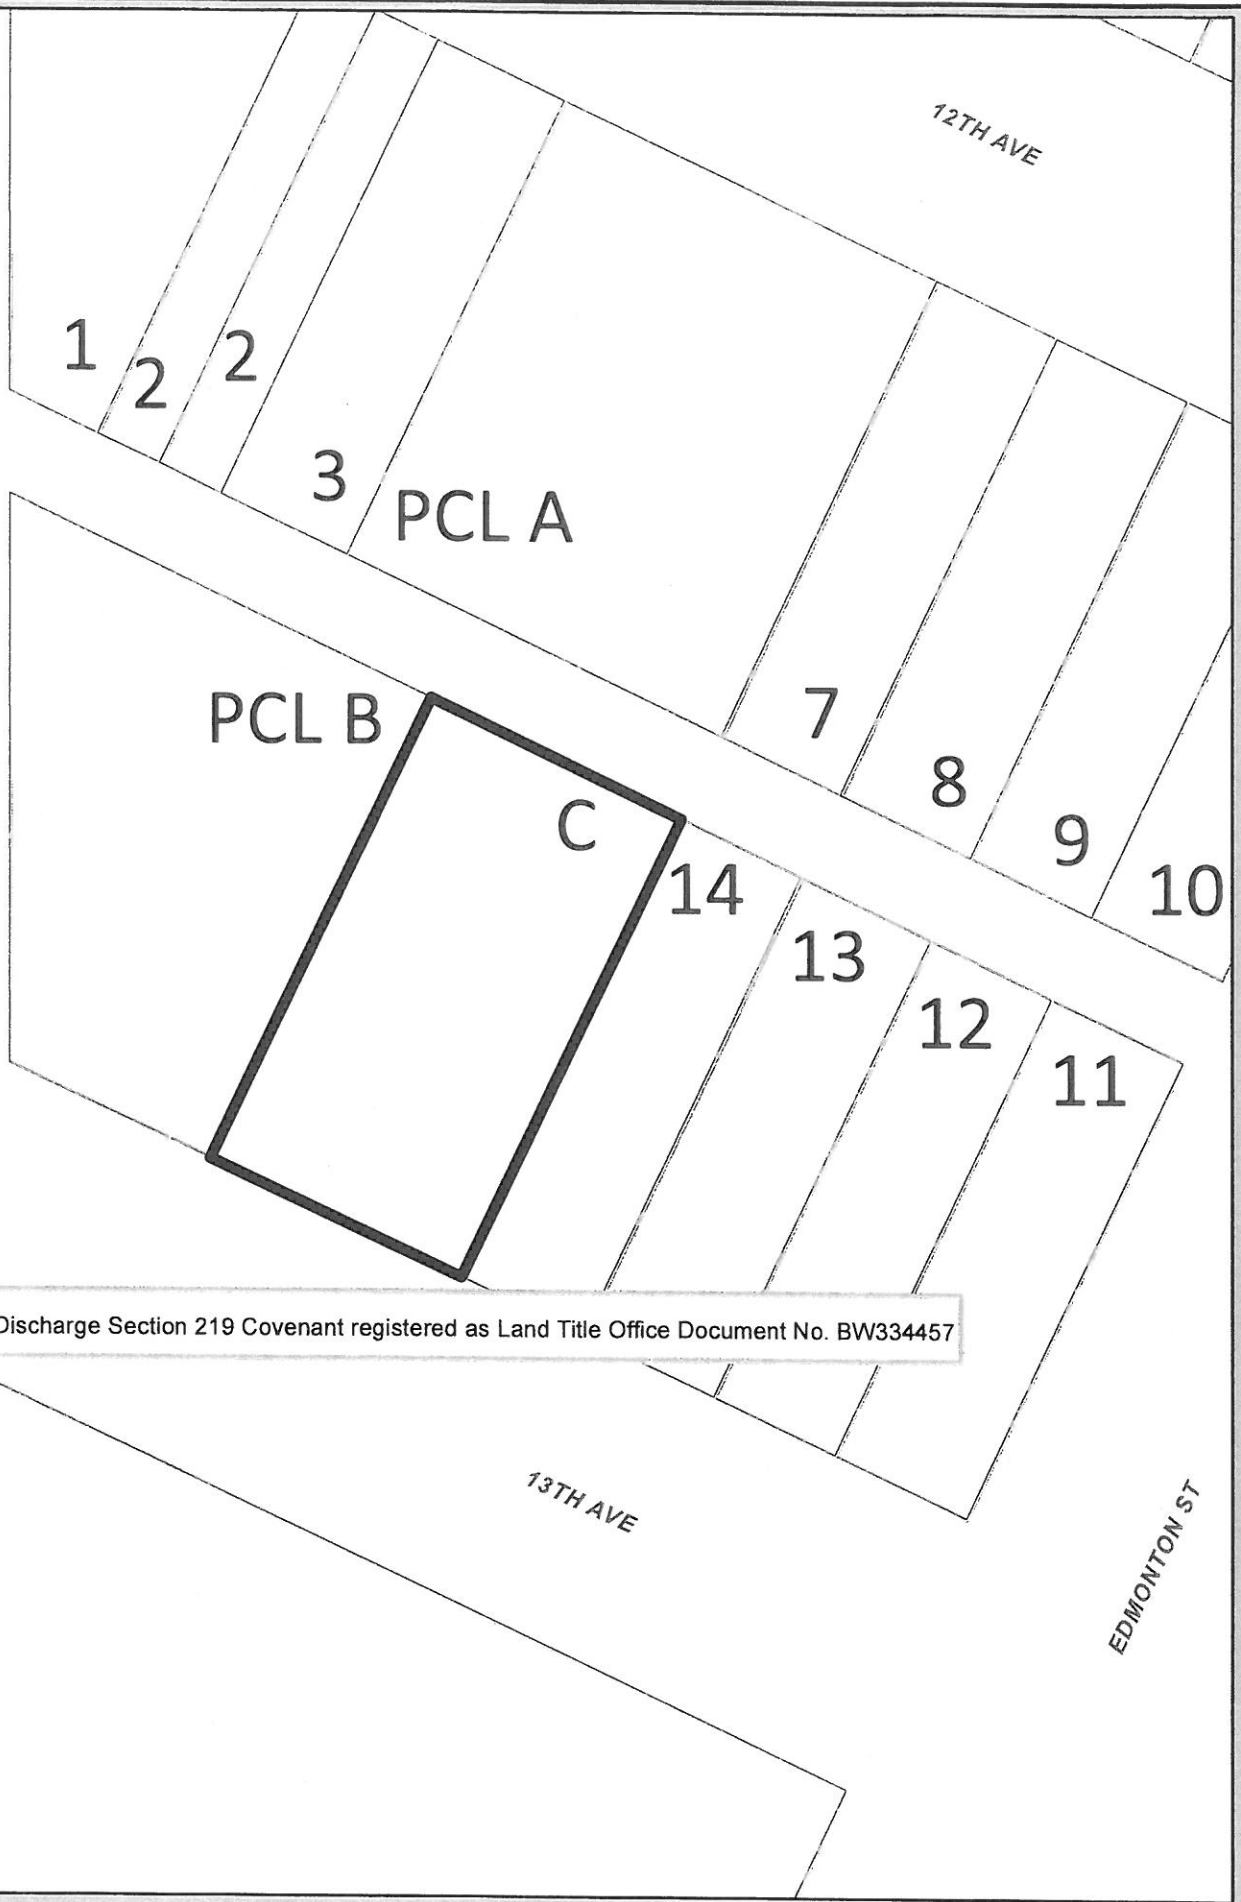 12TH AVE
1
2
2
3
PCL A
PCL B
7
8
9
10
C
14
13
12
11
Discharge Section 219 Covenant registered as Land Title Office Document No. BW334457
13TH AVE
EDMONTON ST